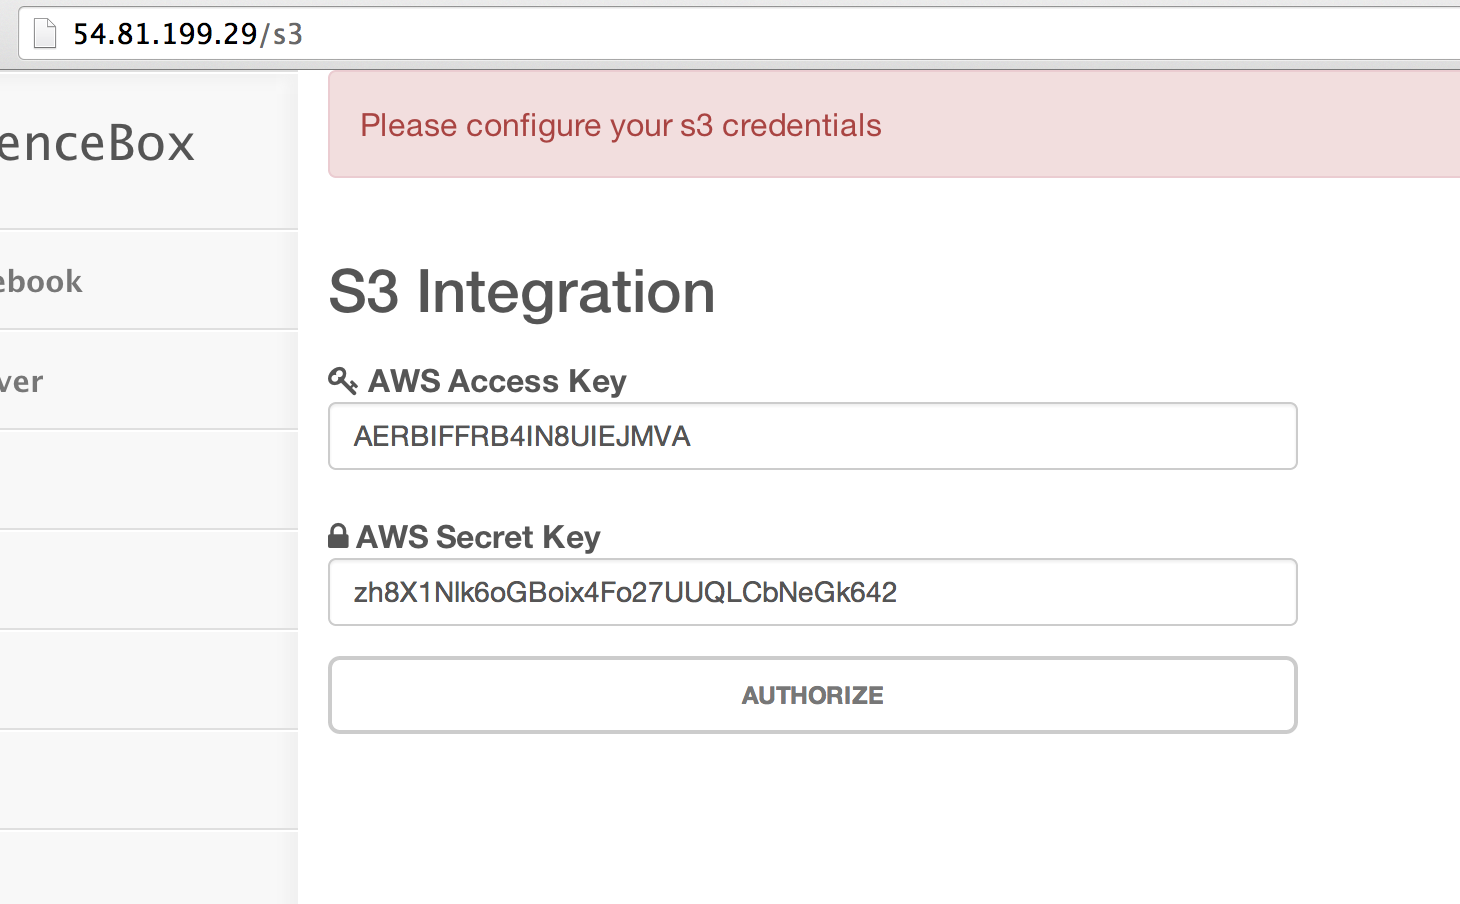 54.81.199.29/s3
Please configure your s3 credentials
enceBox
ebook
ver
S3 Integration
AWS Access Key
AERBIFFRB4IN8UIEJMVA
AWS Secret Key
zh8X1Nlk6oGBoix4Fo27UUQLCbNeGk642
AUTHORIZE